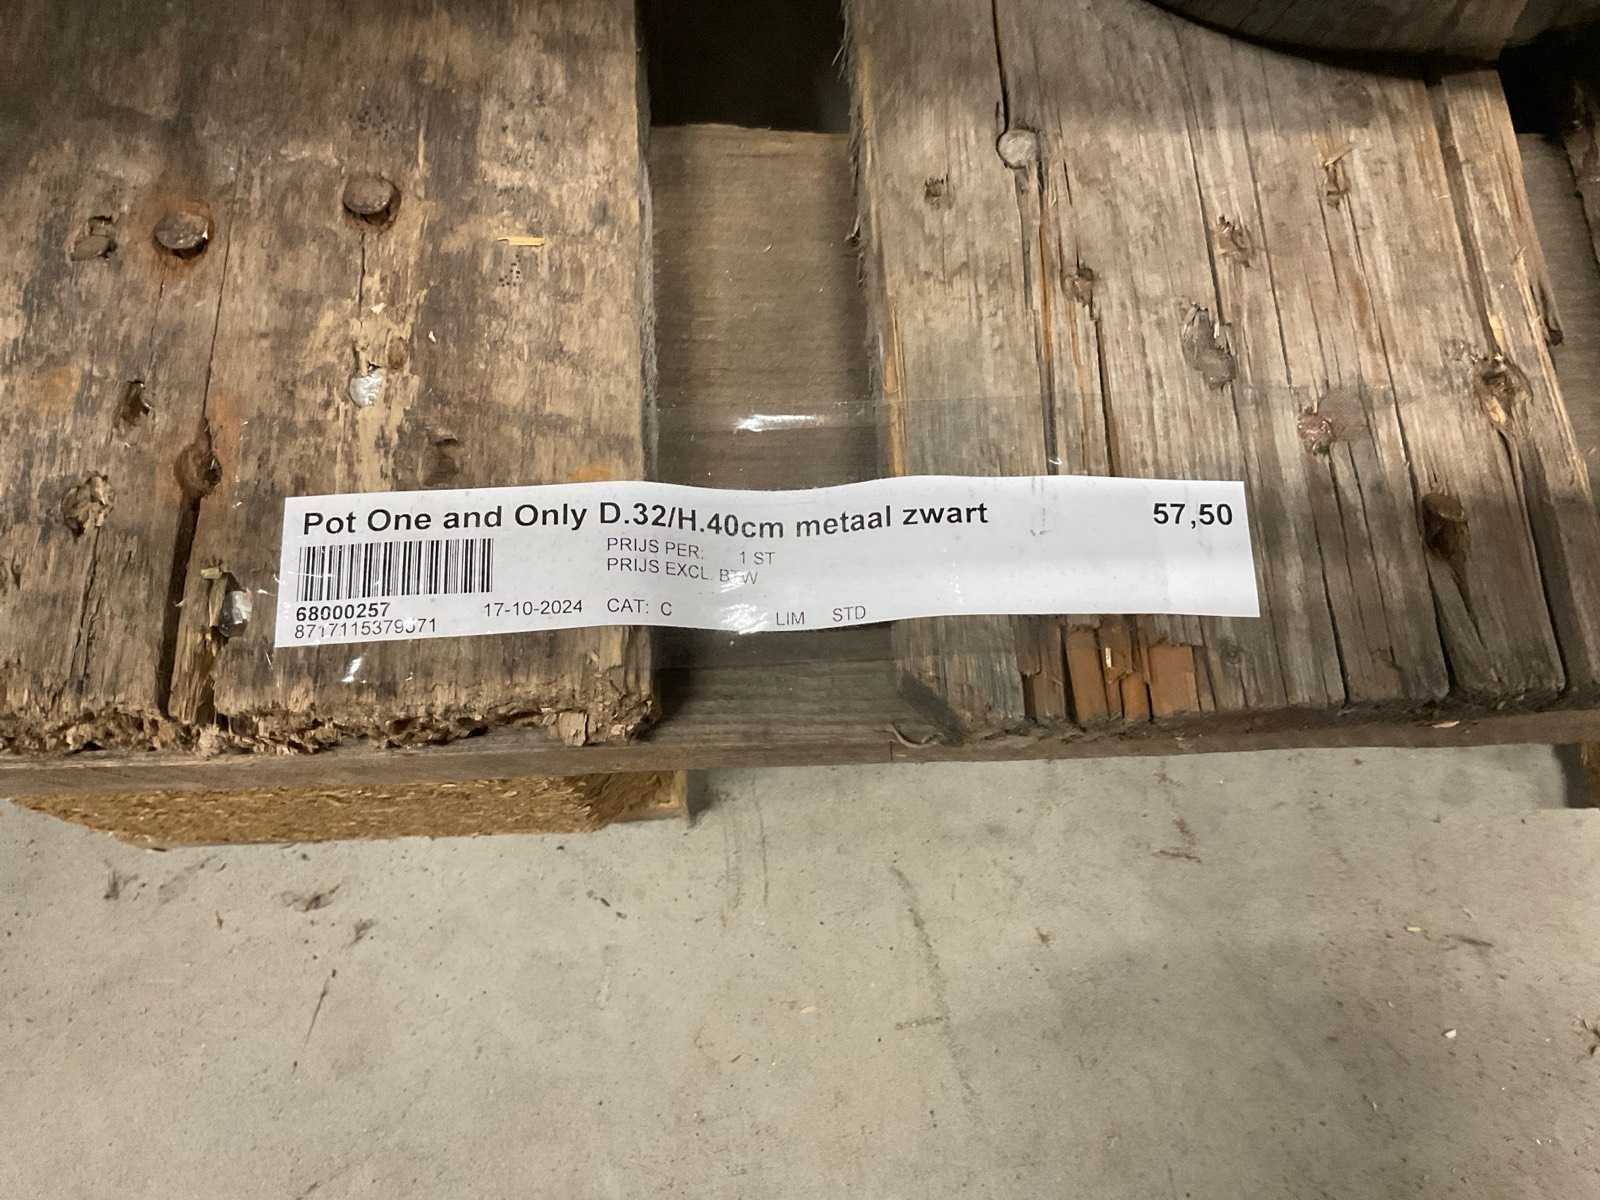 Pot One and Only D.32/H.40cm metaal zwart 57,50
PRIJS PER: 1 ST
PRIJS EXCL. BTW
68000257 17-10-2024 CAT: C LIM STD